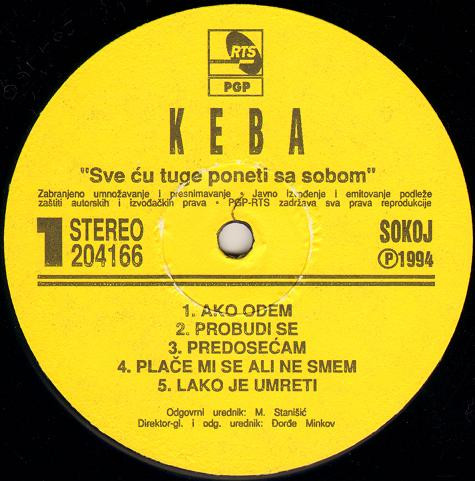 RTS
PGP
KEBA
"Sve ću tuge poneti sa sobom"
Zabranjeno umnožavanje i presnimavanje • Javno izvođenje i emitovanje podleže
zaštiti autorskih i izvođačkih prava • PGP-RTS zadržava sva prava reprodukcije
1 STEREO SOKOJ
204166 ℗1994
1. AKO ODEM
2. PROBUDI SE
3. PREDOSEĆAM
4. PLAČE MI SE ALI NE SMEM
5. LAKO JE UMRETI
Odgovrni urednik: M. Stanišić
Direktor-gl. i odg. urednik: Đorđe Minkov